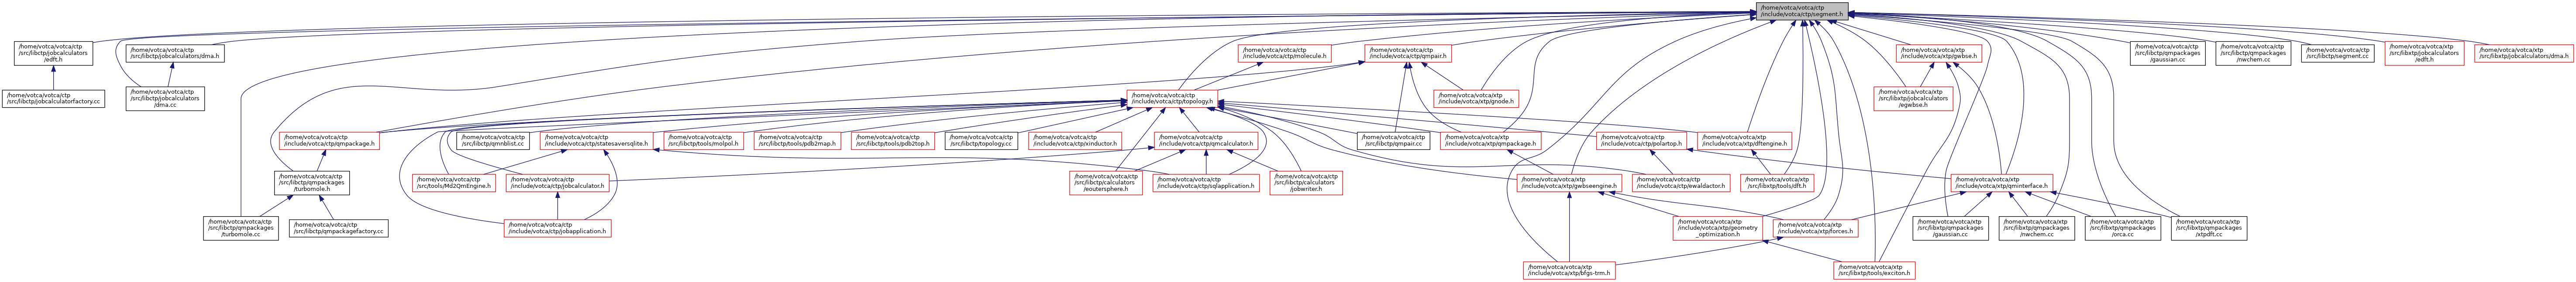 /home/votca/votca/ctp
/include/votca/ctp/segment.h
/home/votca/votca/ctp
/src/libctp/jobcalculators
/edft.h
/home/votca/votca/ctp
/src/libctp/jobcalculators/dma.h
/home/votca/votca/ctp
/include/votca/ctp/molecule.h
/home/votca/votca/ctp
/include/votca/ctp/qmpair.h
/home/votca/votca/xtp
/include/votca/xtp/gwbse.h
/home/votca/votca/ctp
/src/libctp/qmpackages
/gaussian.cc
/home/votca/votca/ctp
/src/libctp/qmpackages
/nwchem.cc
/home/votca/votca/ctp
/src/libctp/segment.cc
/home/votca/votca/xtp
/src/libxtp/jobcalculators
/edft.h
/home/votca/votca/xtp
/src/libxtp/jobcalculators/dma.h
/home/votca/votca/ctp
/src/libctp/jobcalculatorfactory.cc
/home/votca/votca/ctp
/src/libctp/jobcalculators
/dma.cc
/home/votca/votca/ctp
/include/votca/ctp/topology.h
/home/votca/votca/xtp
/include/votca/xtp/gnode.h
/home/votca/votca/xtp
/src/libxtp/jobcalculators
/egwbse.h
/home/votca/votca/ctp
/include/votca/ctp/qmpackage.h
/home/votca/votca/ctp
/src/libctp/qmnblist.cc
/home/votca/votca/ctp
/include/votca/ctp/statesaversqlite.h
/home/votca/votca/ctp
/src/libctp/tools/molpol.h
/home/votca/votca/ctp
/src/libctp/tools/pdb2map.h
/home/votca/votca/ctp
/src/libctp/tools/pdb2top.h
/home/votca/votca/ctp
/src/libctp/topology.cc
/home/votca/votca/ctp
/include/votca/ctp/xinductor.h
/home/votca/votca/ctp
/include/votca/ctp/qmcalculator.h
/home/votca/votca/ctp
/src/libctp/qmpair.cc
/home/votca/votca/xtp
/include/votca/xtp/qmpackage.h
/home/votca/votca/ctp
/include/votca/ctp/polartop.h
/home/votca/votca/xtp
/include/votca/xtp/dftengine.h
/home/votca/votca/ctp
/src/libctp/qmpackages
/turbomole.h
/home/votca/votca/ctp
/src/tools/Md2QmEngine.h
/home/votca/votca/ctp
/include/votca/ctp/jobcalculator.h
/home/votca/votca/ctp
/src/libctp/calculators
/eoutersphere.h
/home/votca/votca/ctp
/include/votca/ctp/sqlapplication.h
/home/votca/votca/ctp
/src/libctp/calculators
/jobwriter.h
/home/votca/votca/xtp
/include/votca/xtp/gwbseengine.h
/home/votca/votca/ctp
/include/votca/ctp/ewaldactor.h
/home/votca/votca/xtp
/src/libxtp/tools/dft.h
/home/votca/votca/xtp
/include/votca/xtp/qminterface.h
/home/votca/votca/ctp
/src/libctp/qmpackages
/turbomole.cc
/home/votca/votca/ctp
/src/libctp/qmpackagefactory.cc
/home/votca/votca/ctp
/include/votca/ctp/jobapplication.h
/home/votca/votca/xtp
/include/votca/xtp/geometry
_optimization.h
/home/votca/votca/xtp
/include/votca/xtp/forces.h
/home/votca/votca/xtp
/src/libxtp/qmpackages
/gaussian.cc
/home/votca/votca/xtp
/src/libxtp/qmpackages
/nwchem.cc
/home/votca/votca/xtp
/src/libxtp/qmpackages
/orca.cc
/home/votca/votca/xtp
/src/libxtp/qmpackages
/xtpdft.cc
/home/votca/votca/xtp
/include/votca/xtp/bfgs-trm.h
/home/votca/votca/xtp
/src/libxtp/tools/exciton.h